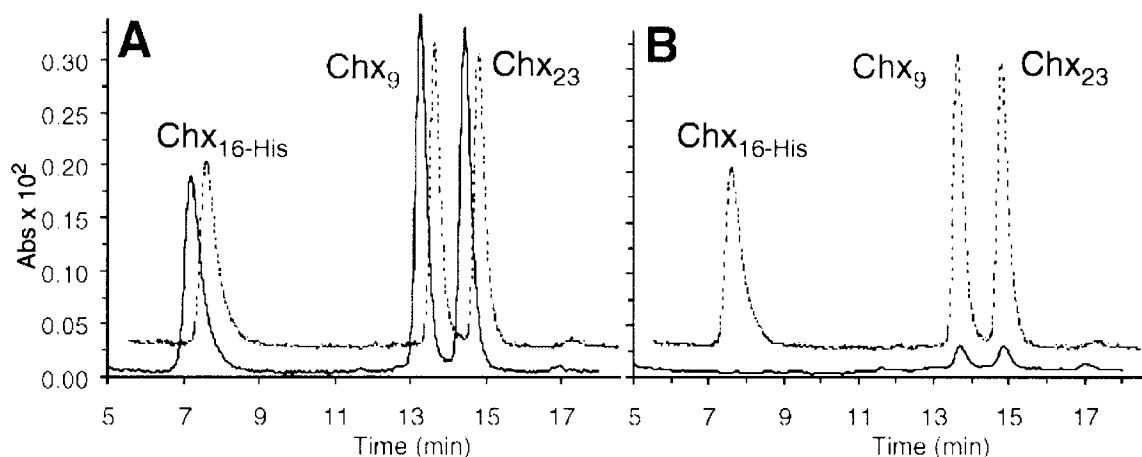 A
B
Chx9
Chx23
Chx9
Chx23
Chx16-His
Chx16-His
Abs x 10²
0.30
0.25
0.20
0.15
0.10
0.05
0.00
5 7 9 11 13 15 17
5 7 9 11 13 15 17
Time (min)
Time (min)